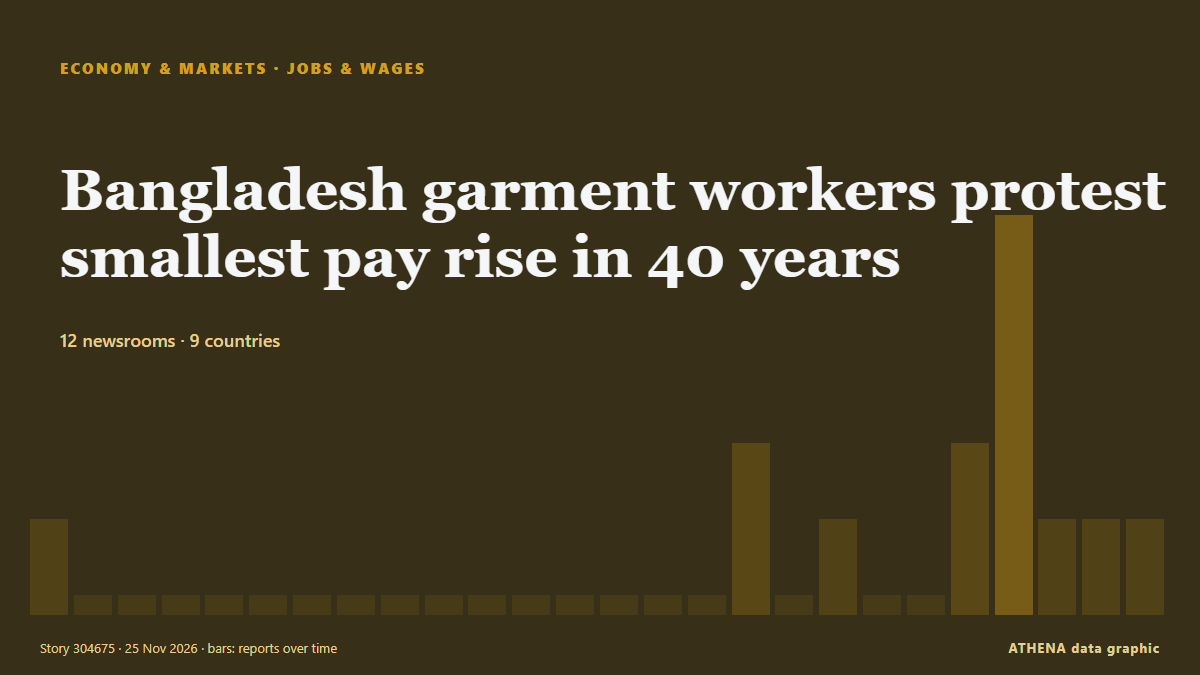 ECONOMY & MARKETS · JOBS & WAGES
Bangladesh garment workers protest
smallest pay rise in 40 years
12 newsrooms · 9 countries
Story 304675 · 25 Nov 2026 · bars: reports over time
ATHENA data graphic